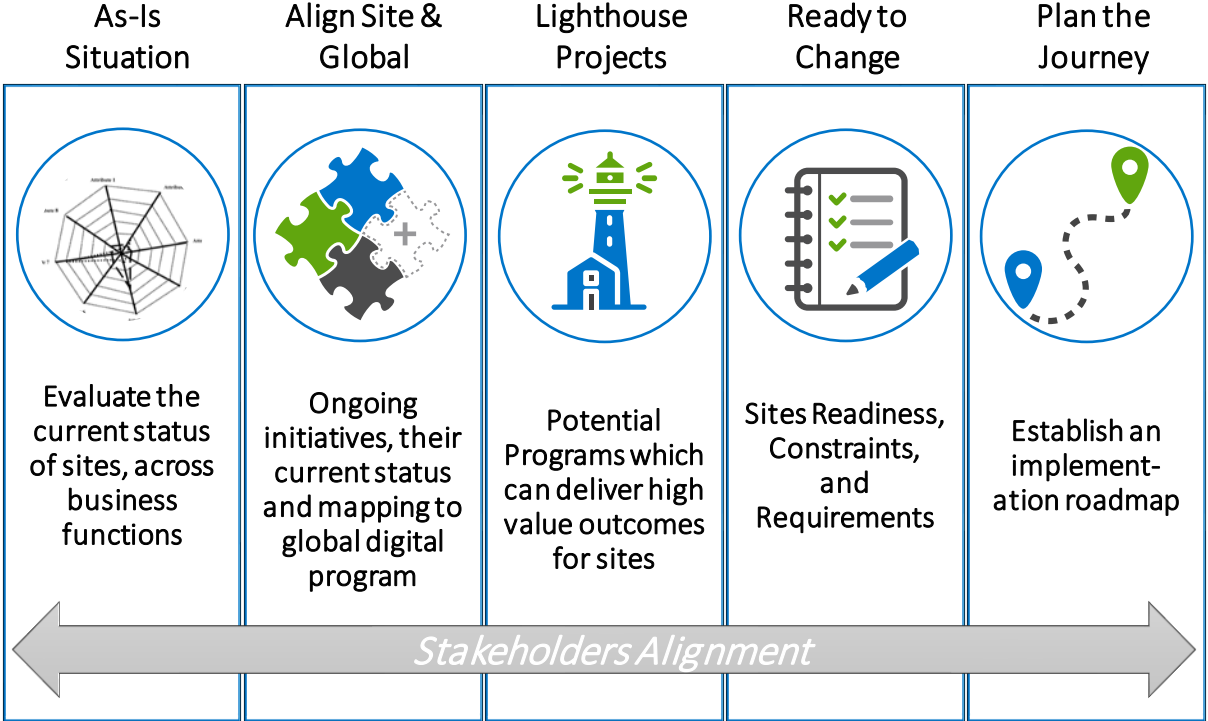 As-Is
Situation
Align Site &
Global
Lighthouse
Projects
Ready to
Change
Plan the
Journey
Evaluate the
current status
of sites, across
business
functions
Ongoing
initiatives, their
current status
and mapping to
global digital
program
Potential
Programs which
can deliver high
value outcomes
for sites
Sites Readiness,
Constraints,
and
Requirements
Establish an
implement-
ation roadmap
Stakeholders Alignment